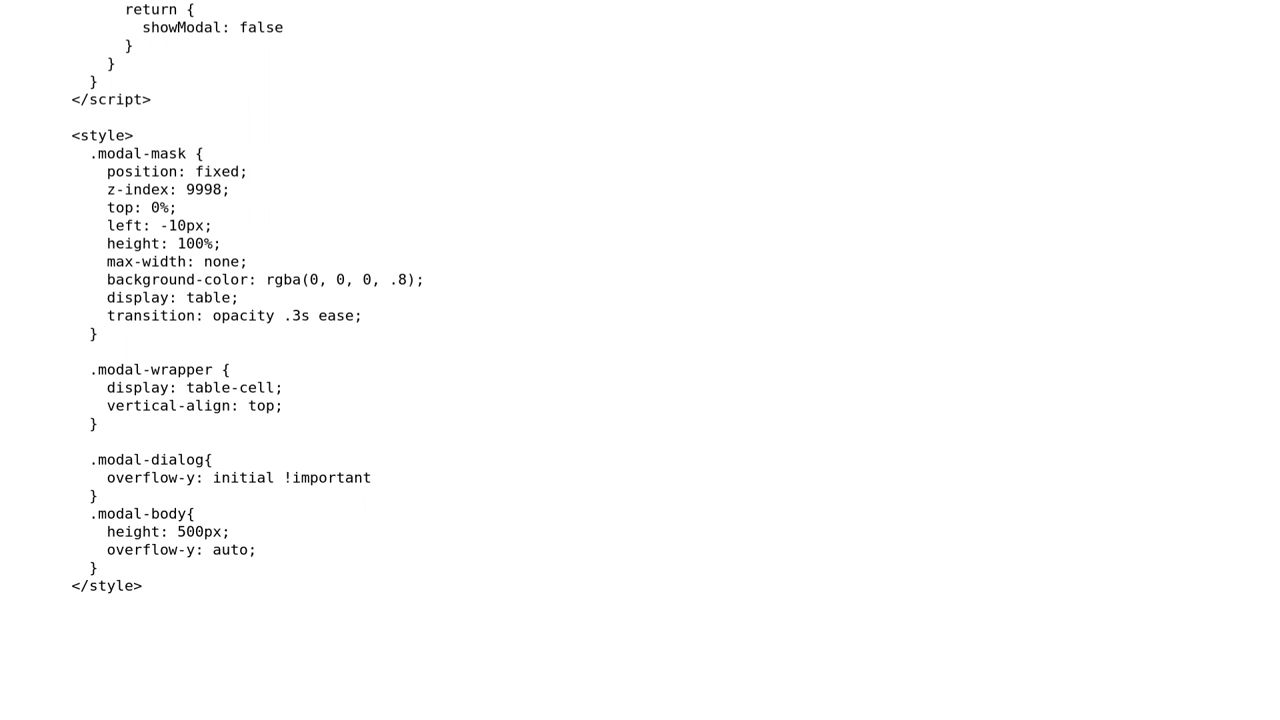 return {
showModal: false
}
}
}
</script>
<style>
.modal-mask {
position: fixed;
z-index: 9998;
top: 0%;
left: -10px;
height: 100%;
max-width: none;
background-color: rgba(0, 0, 0, .8);
display: table;
transition: opacity .3s ease;
}
.modal-wrapper {
display: table-cell;
vertical-align: top;
}
.modal-dialog{
overflow-y: initial !important
}
.modal-body{
height: 500px;
overflow-y: auto;
}
</style>